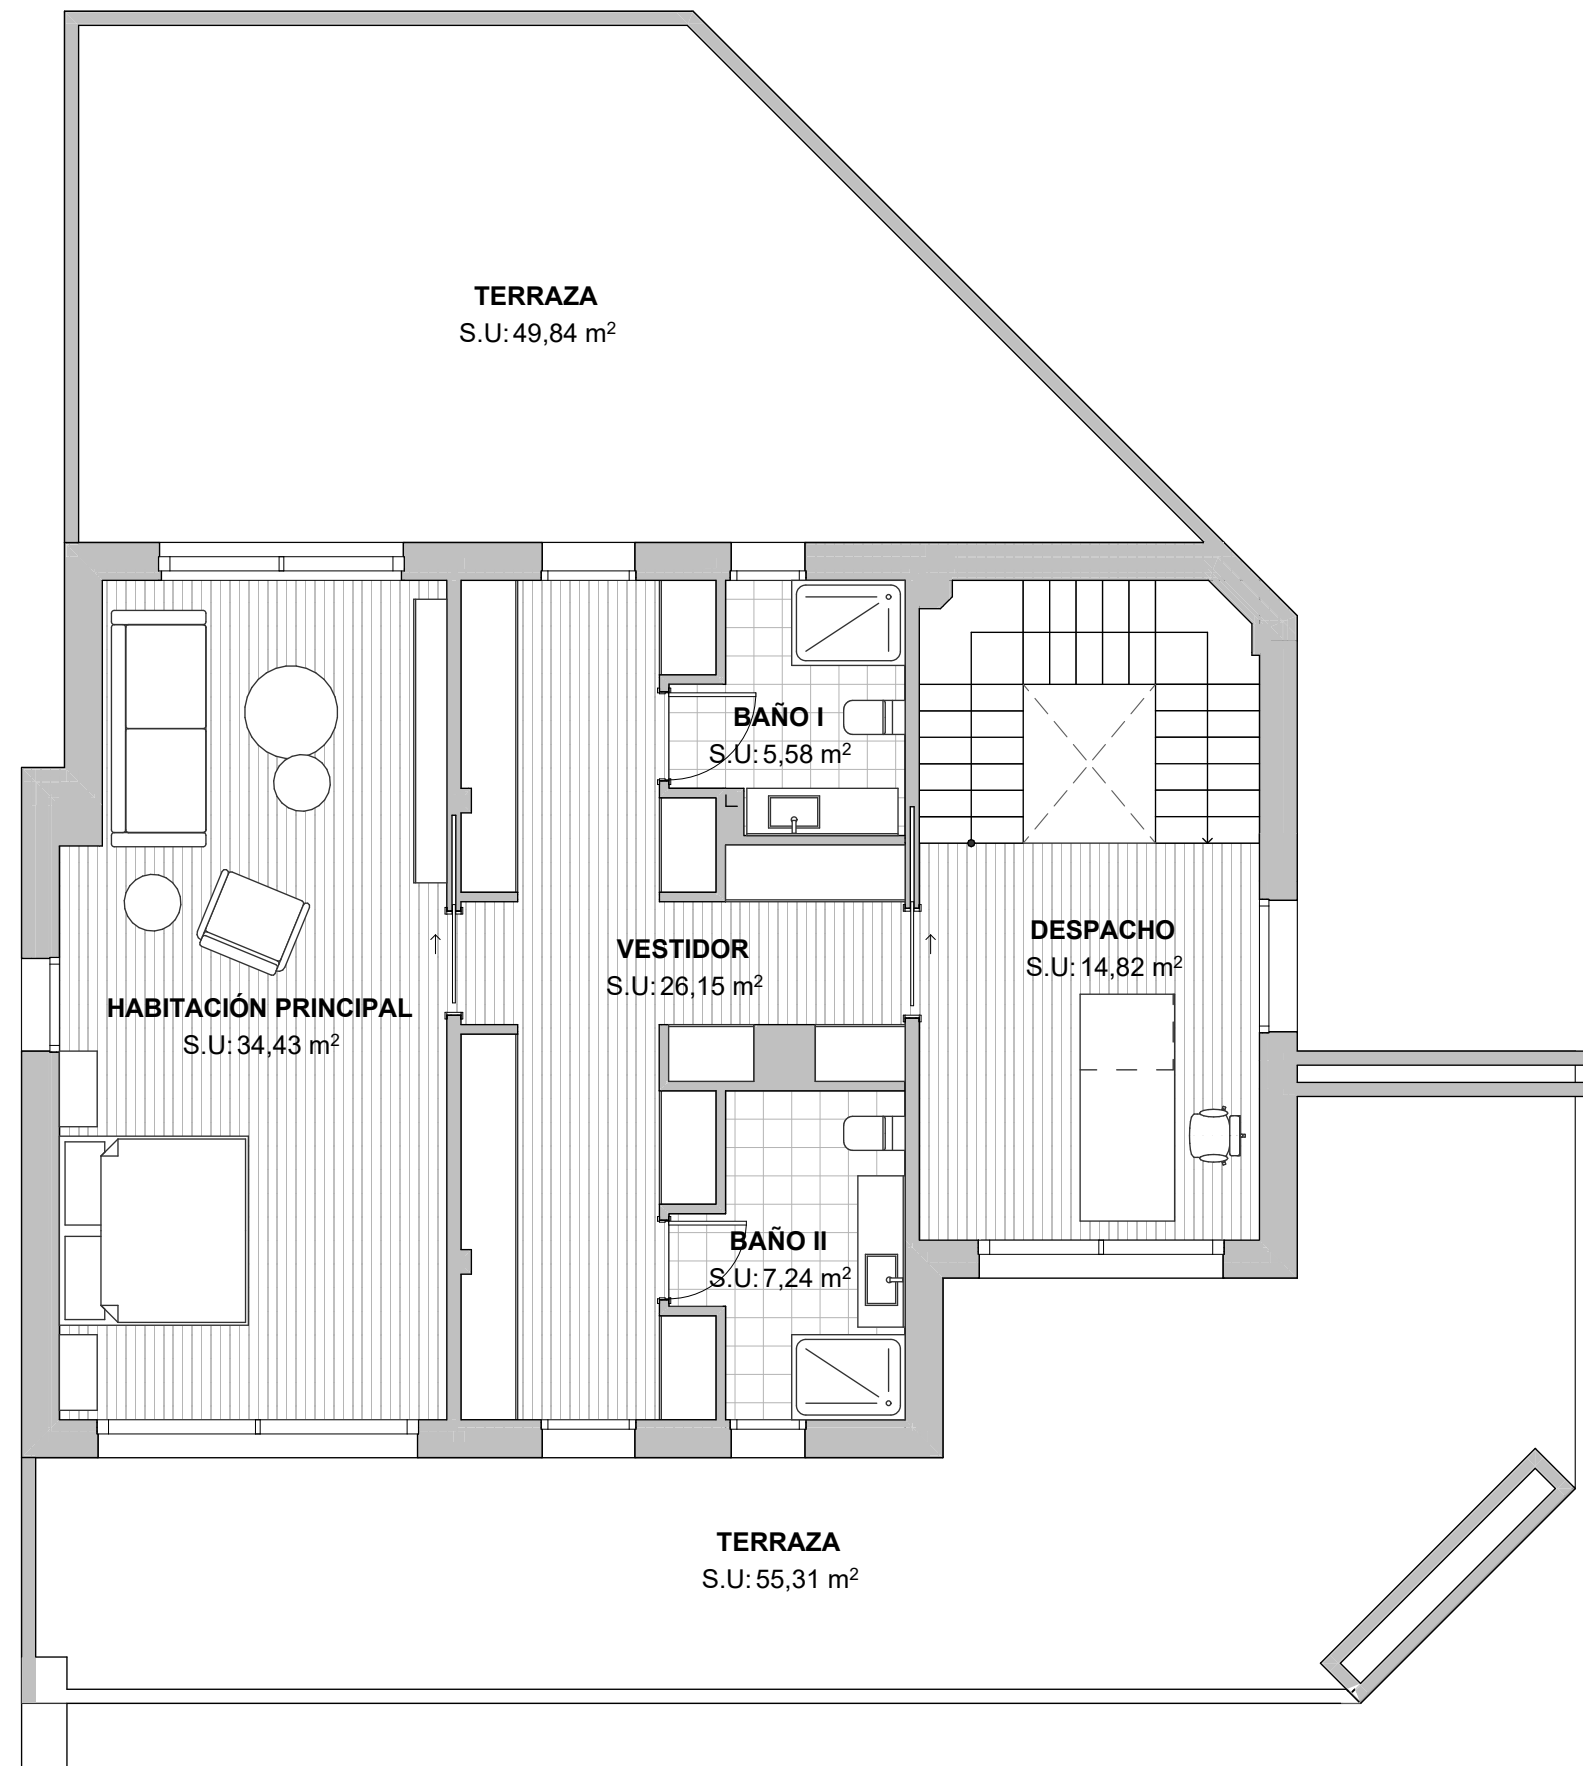 TERRAZA
S.U: 49,84 m²
BAÑO I
S.U: 5,58 m²
VESTIDOR
S.U: 26,15 m²
DESPACHO
S.U: 14,82 m²
HABITACIÓN PRINCIPAL
S.U: 34,43 m²
BAÑO II
S.U: 7,24 m²
TERRAZA
S.U: 55,31 m²